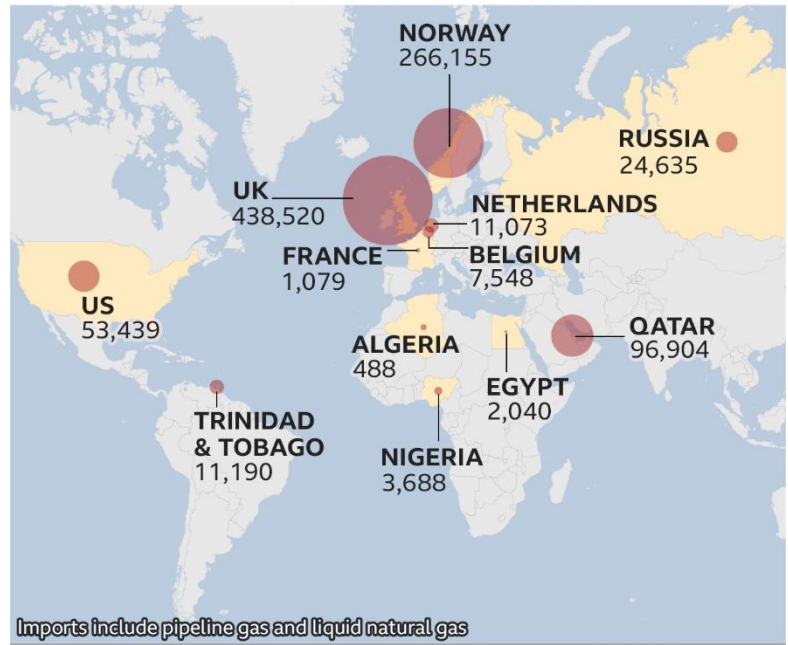 NORWAY
266,155
RUSSIA
24,635
UK
438,520
NETHERLANDS
11,073
FRANCE
1,079
BELGIUM
7,548
US
53,439
QATAR
96,904
ALGERIA
488
EGYPT
2,040
TRINIDAD
& TOBAGO
11,190
NIGERIA
3,688
Imports include pipeline gas and liquid natural gas